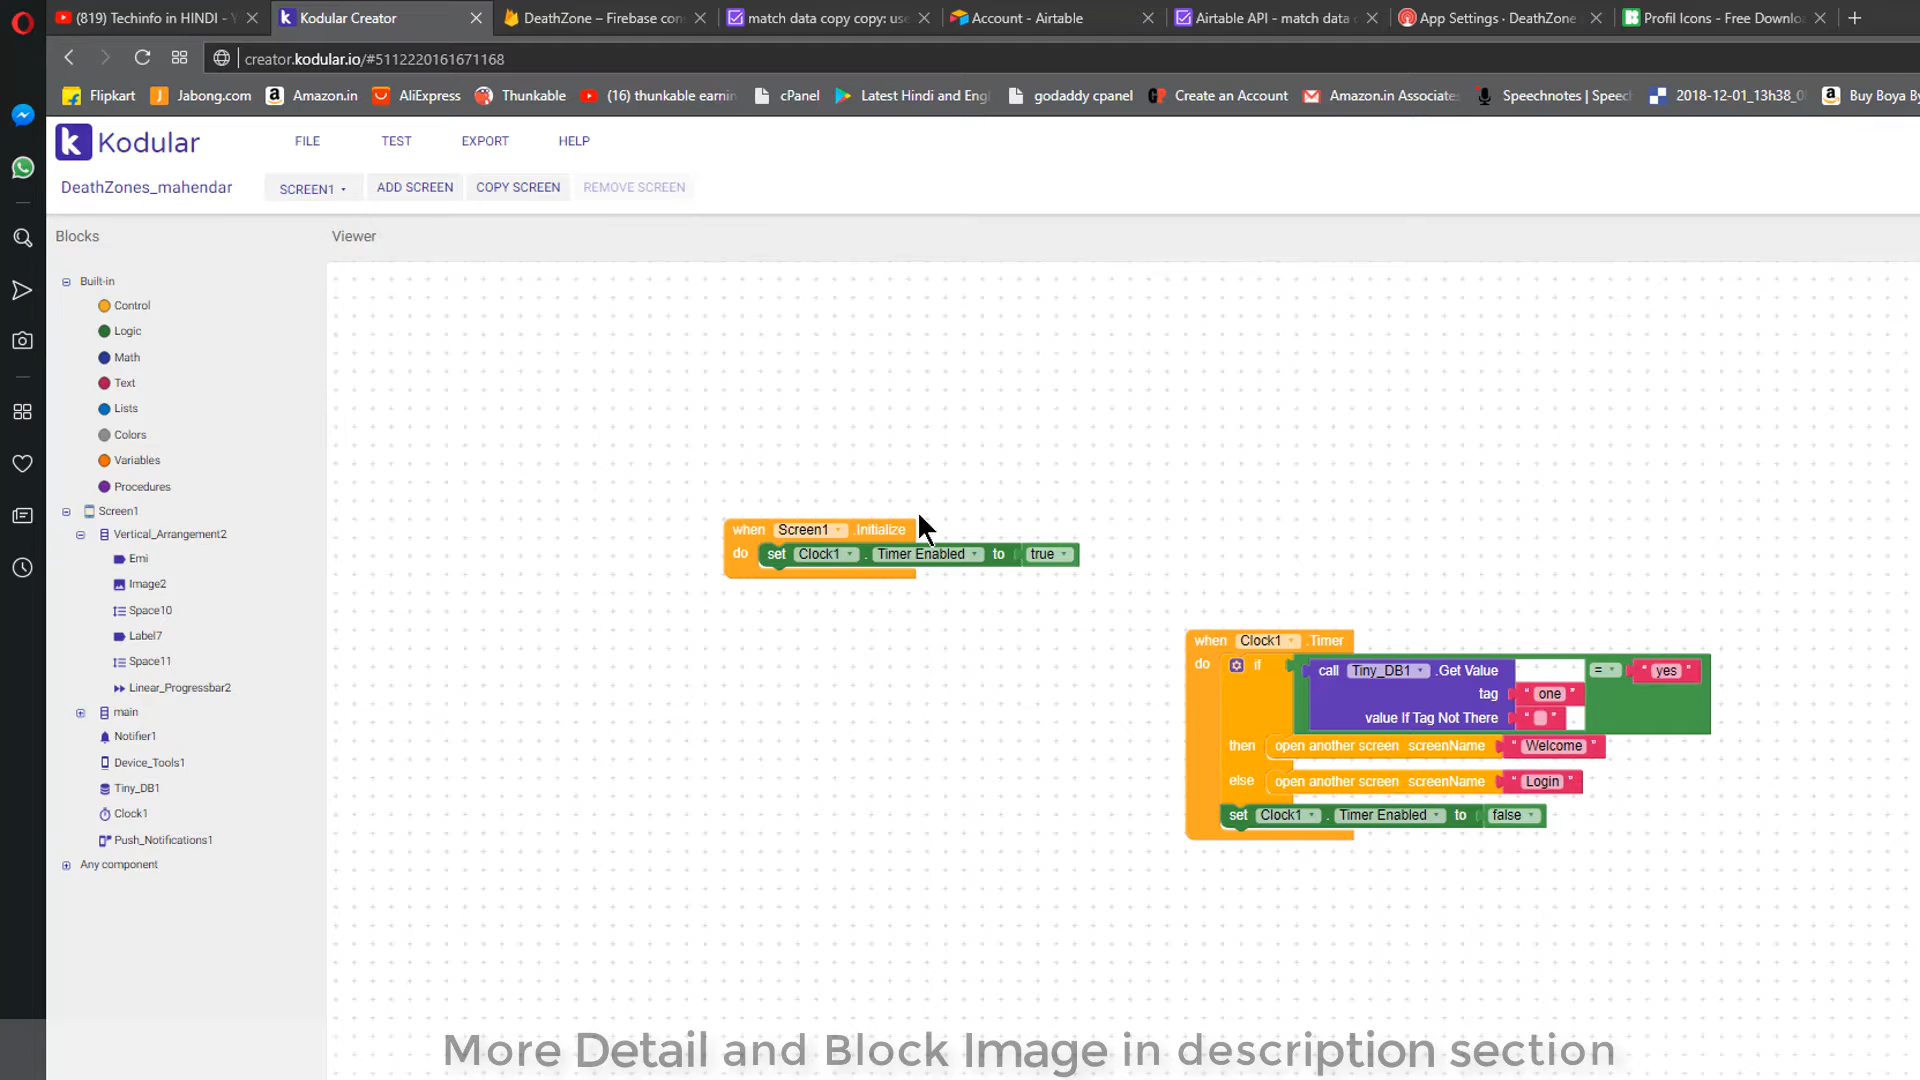 (819) Techinfo in HINDI - Y
Kodular Creator
DeathZone – Firebase con
match data copy copy: use
Account - Airtable
Airtable API - match data
App Settings · DeathZone
Profil Icons - Free Downlo
creator.kodular.io/#5112220161671168
Flipkart
Jabong.com
Amazon.in
AliExpress
Thunkable
(16) thunkable earnin
cPanel
Latest Hindi and Engl
godaddy cpanel
Create an Account
Amazon.in Associate
Speechnotes | Speec
2018-12-01_13h38_0
Buy Boya By
Kodular
FILE
TEST
EXPORT
HELP
DeathZones_mahendar
SCREEN1
ADD SCREEN
COPY SCREEN
REMOVE SCREEN
Blocks
Viewer
Built-in
Control
Logic
Math
Text
Lists
Colors
Variables
Procedures
Screen1
Vertical_Arrangement2
Emi
Image2
Space10
Label7
Space11
Linear_Progressbar2
main
Notifier1
Device_Tools1
Tiny_DB1
Clock1
Push_Notifications1
Any component
when Screen1 .Initialize
do set Clock1 . Timer Enabled to true
when Clock1 .Timer
do if call Tiny_DB1 .Get Value = " yes "
tag " one "
value If Tag Not There " "
then open another screen screenName " Welcome "
else open another screen screenName " Login "
set Clock1 . Timer Enabled to false
More Detail and Block Image in description section